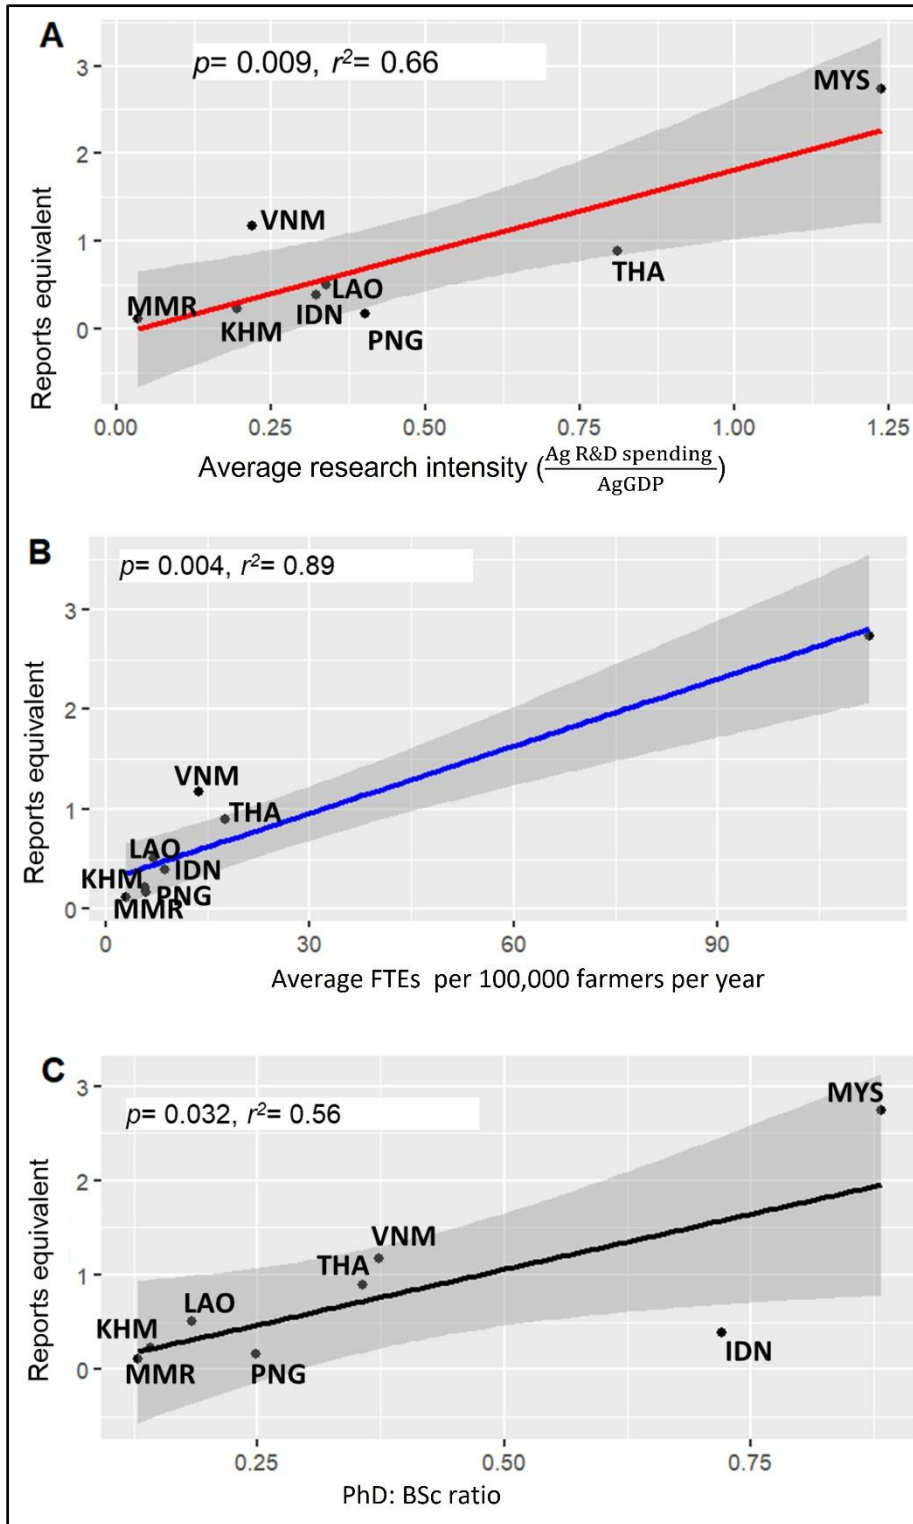 A
p= 0.009, r²= 0.66
Reports equivalent
3
2
1
0
MYS
VNM
THA
MMR
LAO
IDN
KHM
PNG
0.00 0.25 0.50 0.75 1.00 1.25
Average research intensity (Ag R&D spending/AgGDP)
B
p= 0.004, r²= 0.89
Reports equivalent
3
2
1
0
VNM
THA
LAO
IDN
KHM
PNG
MMR
0 30 60 90
Average FTEs per 100,000 farmers per year
C
p= 0.032, r²= 0.56
Reports equivalent
3
2
1
0
MYS
VNM
THA
LAO
KHM
IDN
MMR
PNG
0.25 0.50 0.75
PhD: BSc ratio